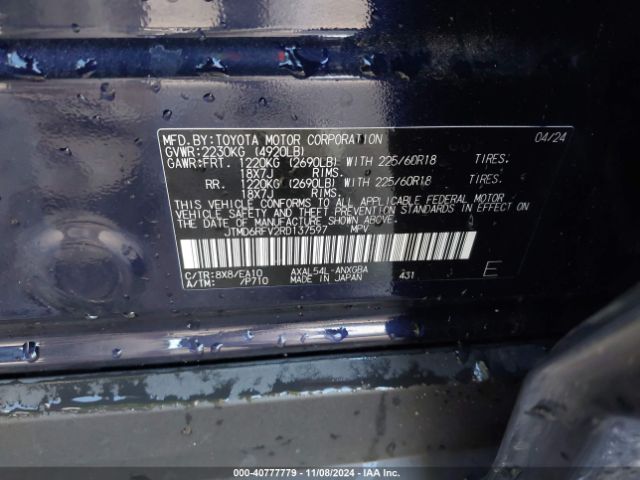 MFD.BY:TOYOTA MOTOR CORPORATION 04/24
GVWR:2230KG (4920LB)
GAWR:FRT. 1220KG (2690LB) WITH 225/60R18 TIRES.
18X7J RIMS.
RR. 1220KG (2690LB) WITH 225/60R18 TIRES.
18X7J RIMS.
THIS VEHICLE CONFORMS TO ALL APPLICABLE FEDERAL MOTOR
VEHICLE SAFETY AND THEFT PREVENTION STANDARDS IN EFFECT ON
THE DATE OF MANUFACTURE SHOWN ABOVE.
JTMD6RFV2RD137597 MPV
C/TR:8X8/EA10 AXAL54L-ANXGBA 431 E
A/TM: /P710 MADE IN JAPAN
000-40777779 - 11/08/2024 - IAA Inc.